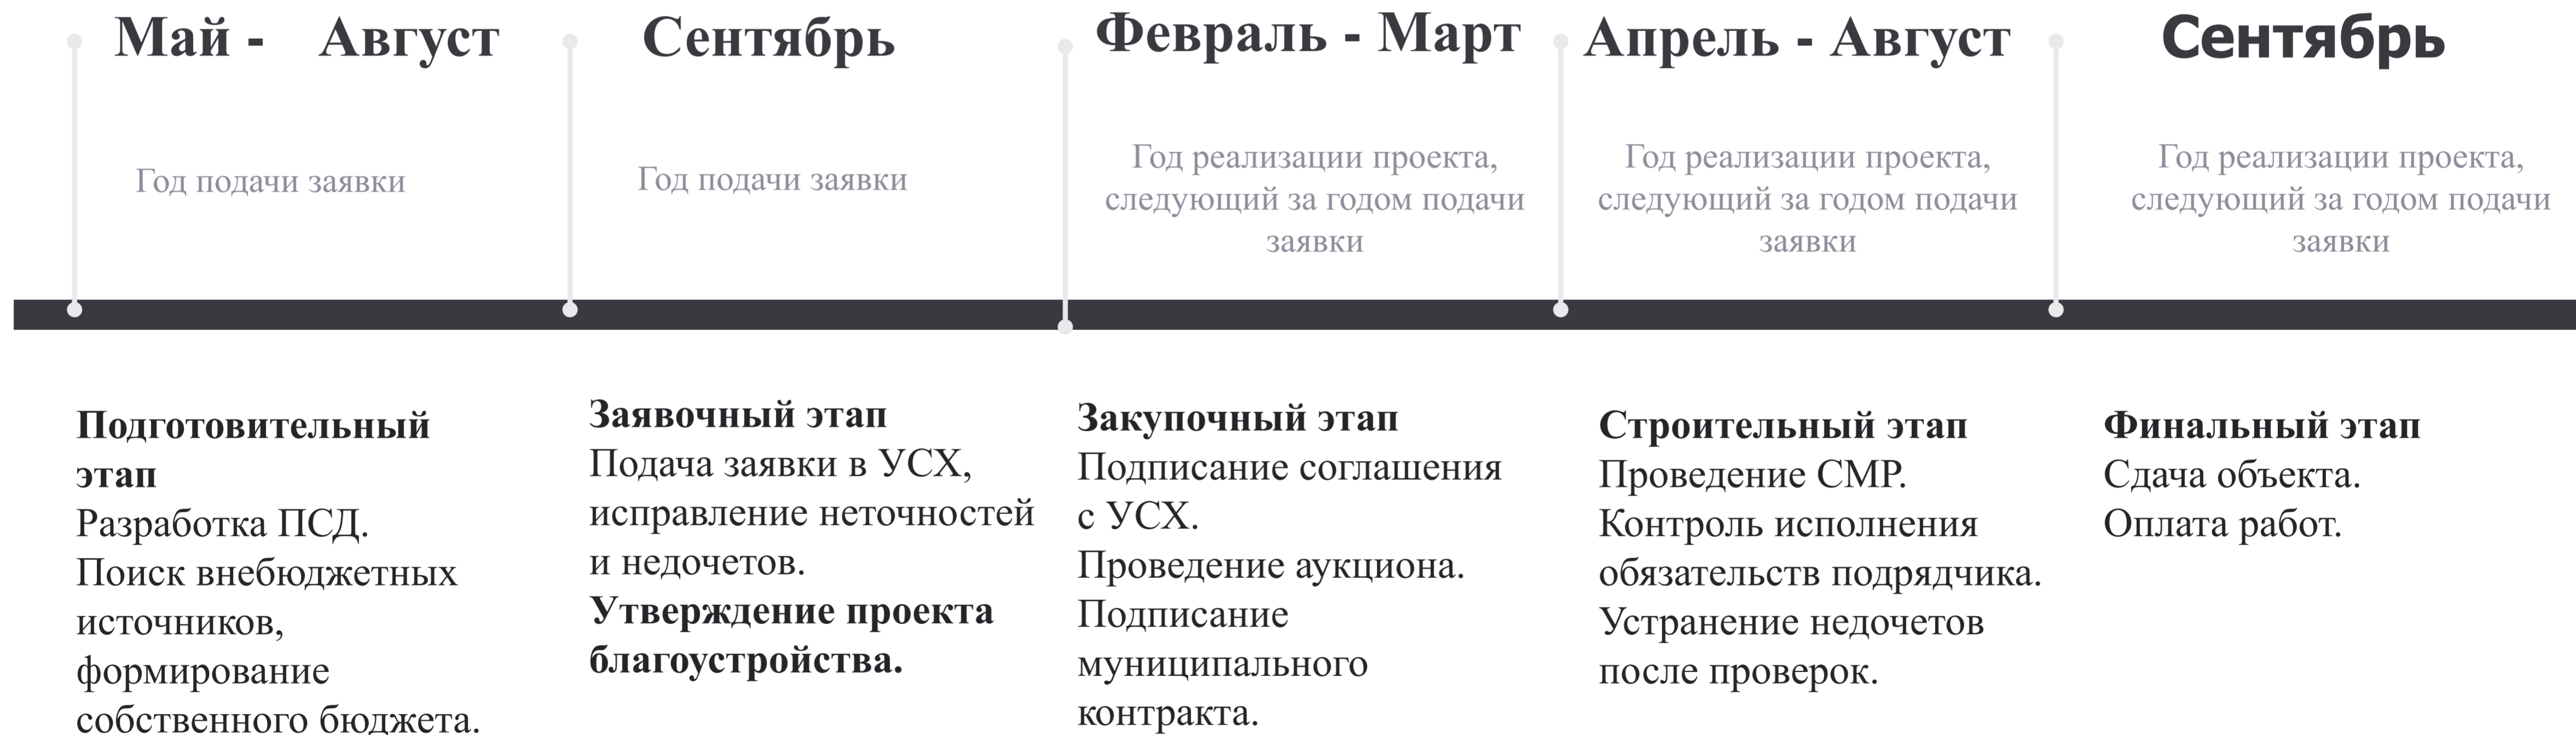 Май - Август
Год подачи заявки
Подготовительный
этап
Разработка ПСД.
Поиск внебюджетных
источников,
формирование
собственного бюджета.
Сентябрь
Год подачи заявки
Заявочный этап
Подача заявки в УСХ,
исправление неточностей
и недочетов.
Утверждение проекта
благоустройства.
Февраль - Март
Год реализации проекта,
следующий за годом подачи
заявки
Закупочный этап
Подписание соглашения
с УСХ.
Проведение аукциона.
Подписание
муниципального
контракта.
Апрель - Август
Год реализации проекта,
следующий за годом подачи
заявки
Строительный этап
Проведение СМР.
Контроль исполнения
обязательств подрядчика.
Устранение недочетов
после проверок.
Сентябрь
Год реализации проекта,
следующий за годом подачи
заявки
Финальный этап
Сдача объекта.
Оплата работ.